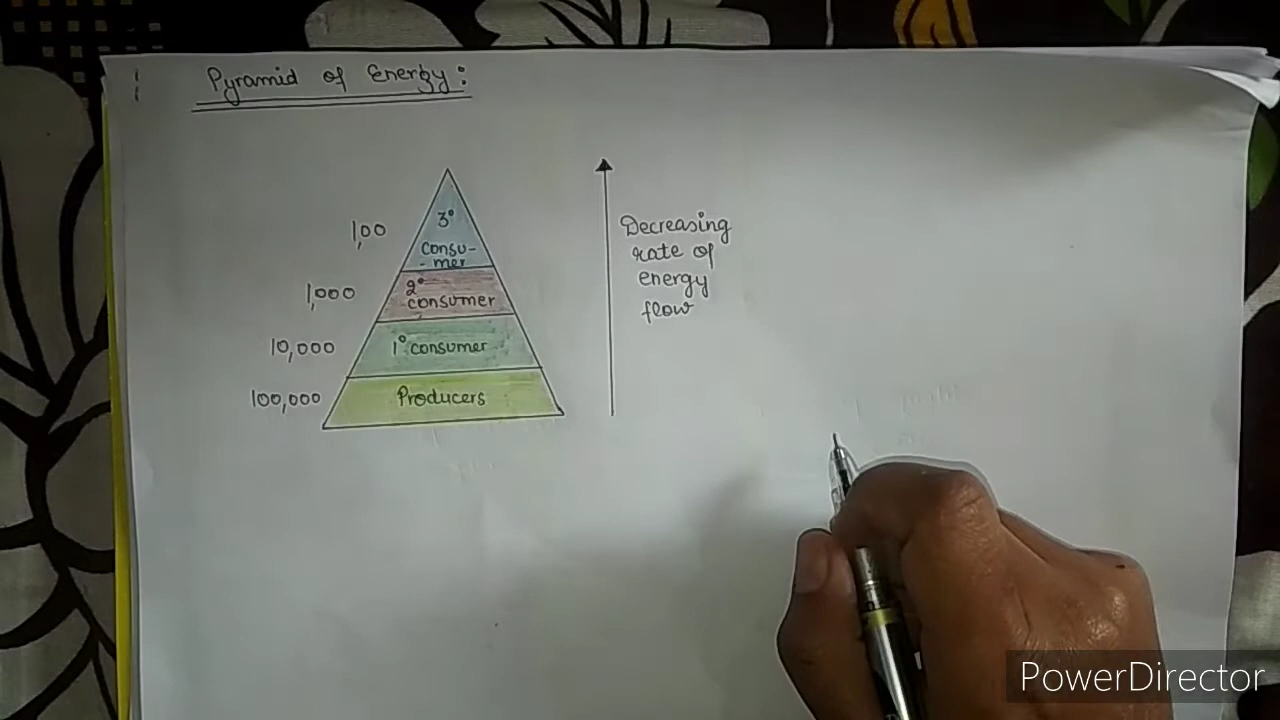 Pyramid of Energy:
3°
consu-
-mer
1,00
2°
consumer
1,000
1° consumer
10,000
Producers
100,000
Decreasing
rate of
energy
flow
PowerDirector